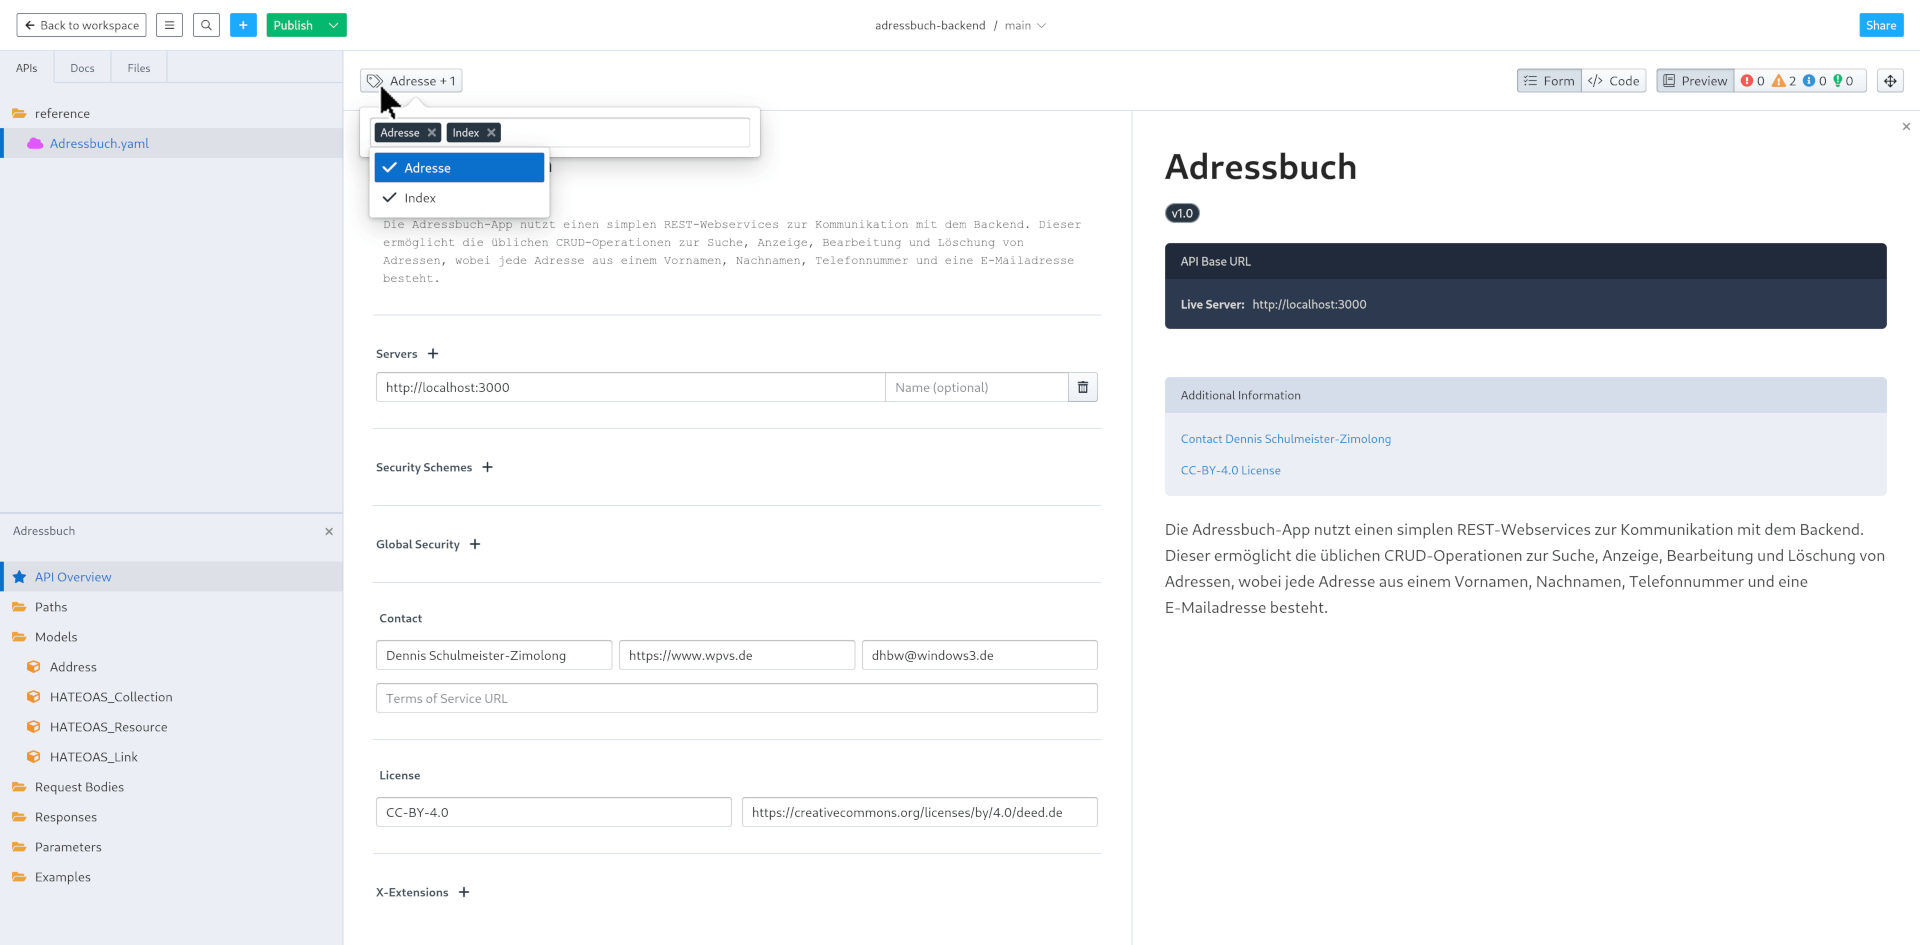 Back to workspace
+
Publish
adressbuch-backend / main
Share
APIs
Docs
Files
reference
Adressbuch.yaml
Adressbuch
API Overview
Paths
Models
Address
HATEOAS_Collection
HATEOAS_Resource
HATEOAS_Link
Request Bodies
Responses
Parameters
Examples
Adresse + 1
Form
</> Code
Preview
0
2
0
0
Adresse
Index
Adresse
Index
Die Adressbuch-App nutzt einen simplen REST-Webservices zur Kommunikation mit dem Backend. Dieser
ermöglicht die üblichen CRUD-Operationen zur Suche, Anzeige, Bearbeitung und Löschung von
Adressen, wobei jede Adresse aus einem Vornamen, Nachnamen, Telefonnummer und eine E-Mailadresse
besteht.
Servers +
http://localhost:3000
Name (optional)
Security Schemes +
Global Security +
Contact
Dennis Schulmeister-Zimolong
https://www.wpvs.de
dhbw@windows3.de
Terms of Service URL
License
CC-BY-4.0
https://creativecommons.org/licenses/by/4.0/deed.de
X-Extensions +
Adressbuch
v1.0
API Base URL
Live Server: http://localhost:3000
Additional Information
Contact Dennis Schulmeister-Zimolong
CC-BY-4.0 License
Die Adressbuch-App nutzt einen simplen REST-Webservices zur Kommunikation mit dem Backend.
Dieser ermöglicht die üblichen CRUD-Operationen zur Suche, Anzeige, Bearbeitung und Löschung von
Adressen, wobei jede Adresse aus einem Vornamen, Nachnamen, Telefonnummer und eine
E-Mailadresse besteht.